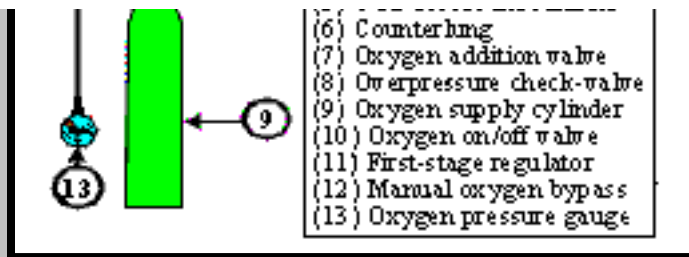 (6) Counterlung
(7) Oxygen addition valve
(8) Overpressure check-valve
(9) Oxygen supply cylinder
(10) Oxygen on/off valve
(11) First-stage regulator
(12) Manual oxygen bypass
(13) Oxygen pressure gauge
9
13